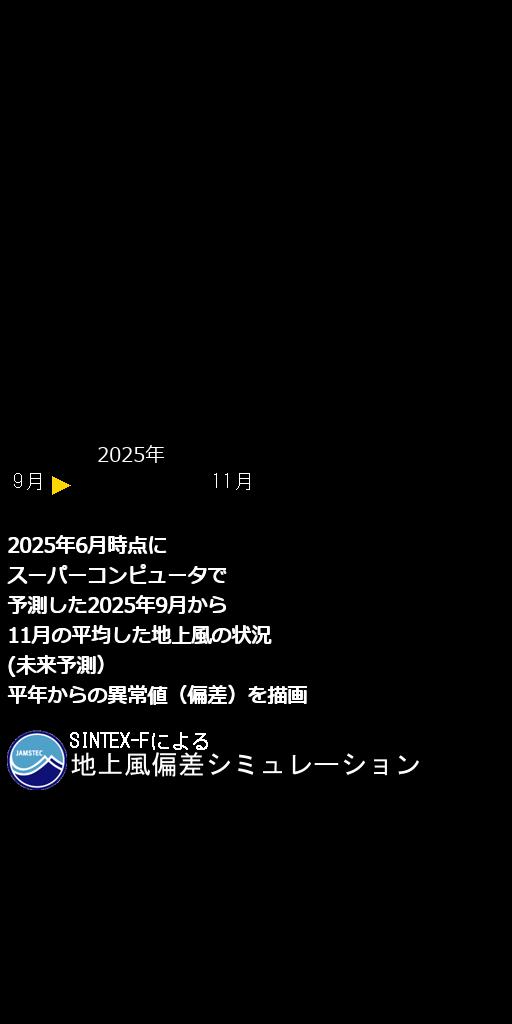 2025年
9月 ▶ 11月
2025年6月時点に
スーパーコンピュータで
予測した2025年9月から
11月の平均した地上風の状況
(未来予測）
平年からの異常値（偏差）を描画
SINTEX-Fによる
JAMSTEC
地上風偏差シミュレーション